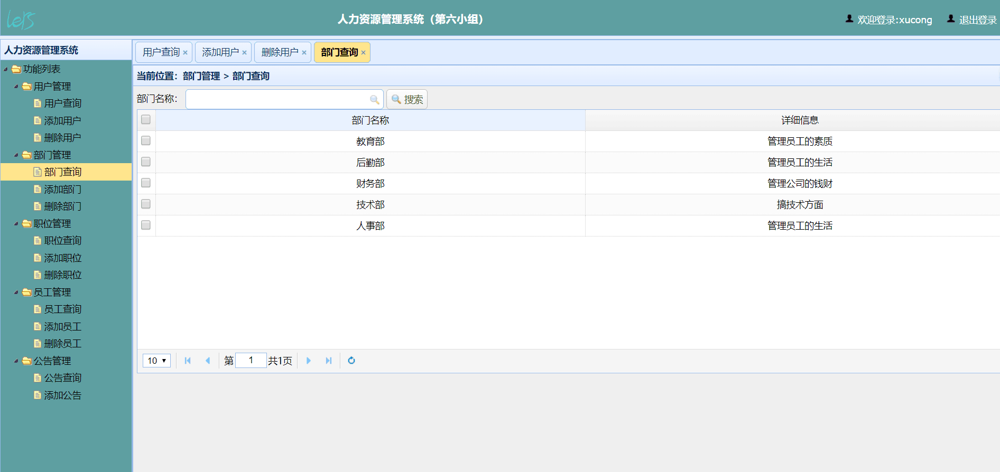 人力资源管理系统（第六小组）
欢迎登录:xucong 退出登录
人力资源管理系统
功能列表
用户管理
用户查询
添加用户
删除用户
部门管理
部门查询
添加部门
删除部门
职位管理
职位查询
添加职位
删除职位
员工管理
员工查询
添加员工
删除员工
公告管理
公告查询
添加公告
用户查询 添加用户 删除用户 部门查询
当前位置：部门管理 > 部门查询
部门名称： 搜索
部门名称 详细信息
教育部 管理员工的素质
后勤部 管理员工的生活
财务部 管理公司的钱财
技术部 搞技术方面
人事部 管理员工的生活
10 第 1 共1页